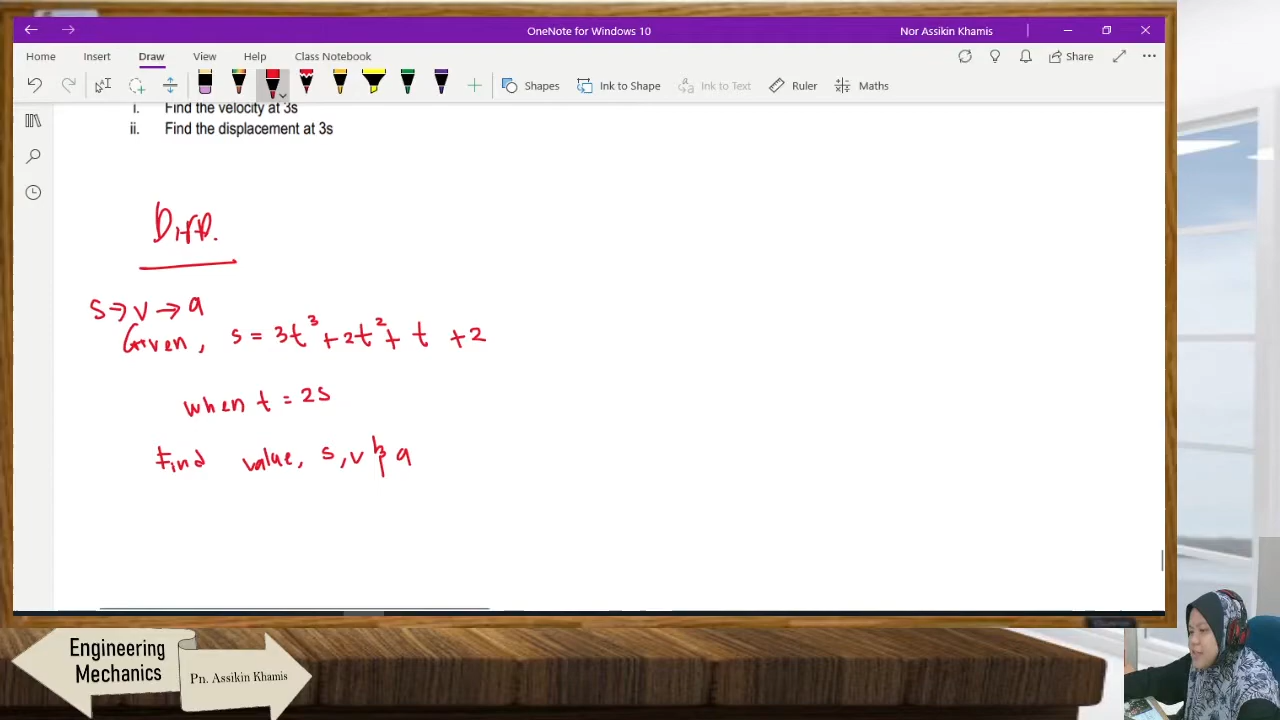 OneNote for Windows 10
Nor Assikin Khamis
Home Insert Draw View Help Class Notebook
Share
Shapes Ink to Shape Ink to Text Ruler Maths
i. Find the velocity at 3s
ii. Find the displacement at 3s
Diff.
s → v → a
Given, s = 3t³ + 2t² + t + 2
when t = 2s
Find value, s, v & a
Engineering
Mechanics
Pn. Assikin Khamis